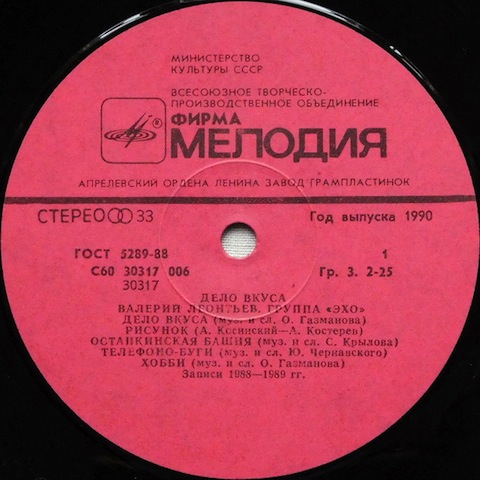 МИНИСТЕРСТВО
КУЛЬТУРЫ СССР
ВСЕСОЮЗНОЕ ТВОРЧЕСКО-
ПРОИЗВОДСТВЕННОЕ ОБЪЕДИНЕНИЕ
ФИРМА
® МЕЛОДИЯ
АПРЕЛЕВСКИЙ ОРДЕНА ЛЕНИНА ЗАВОД ГРАМПЛАСТИНОК
СТЕРЕО 33 Год выпуска 1990
ГОСТ 5289-88 1
С60 30317 006 Гр. 3. 2-25
30317
ДЕЛО ВКУСА
ВАЛЕРИЙ ЛЕОНТЬЕВ, ГРУППА «ЭХО»
ДЕЛО ВКУСА (муз. и сл. О. Газманова)
РИСУНОК (А. Косинский—А. Костерев)
ОСТАНКИНСКАЯ БАШНЯ (муз. и сл. С. Крылова)
ТЕЛЕФОНО-БУГИ (муз. и сл. Ю. Чернавского)
ХОББИ (муз. и сл. О. Газманова)
Записи 1988—1989 гг.